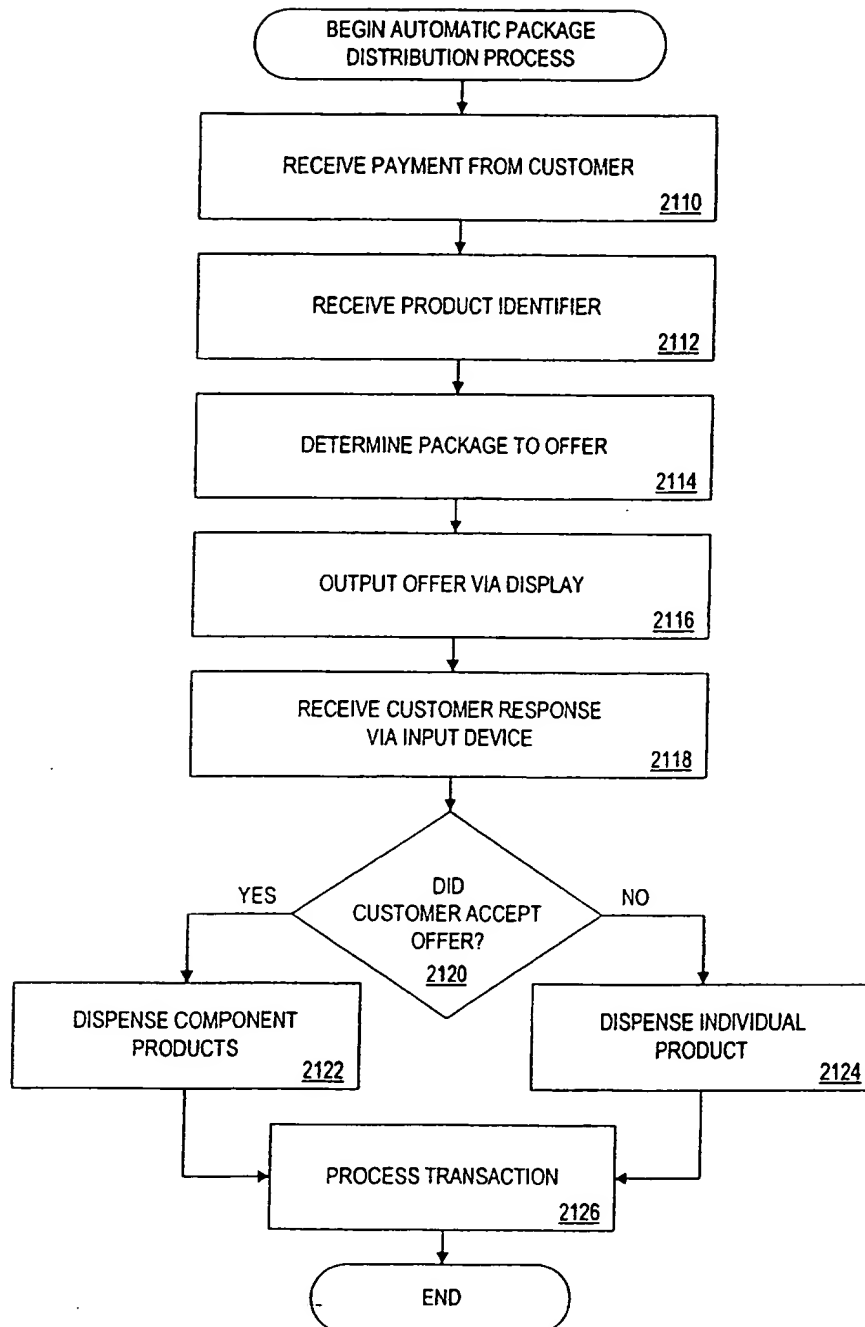 BEGIN AUTOMATIC PACKAGE
DISTRIBUTION PROCESS
RECEIVE PAYMENT FROM CUSTOMER
2110
RECEIVE PRODUCT IDENTIFIER
2112
DETERMINE PACKAGE TO OFFER
2114
OUTPUT OFFER VIA DISPLAY
2116
RECEIVE CUSTOMER RESPONSE
VIA INPUT DEVICE
2118
YES
DID
CUSTOMER ACCEPT
OFFER?
2120
NO
DISPENSE COMPONENT
PRODUCTS
2122
DISPENSE INDIVIDUAL
PRODUCT
2124
PROCESS TRANSACTION
2126
END